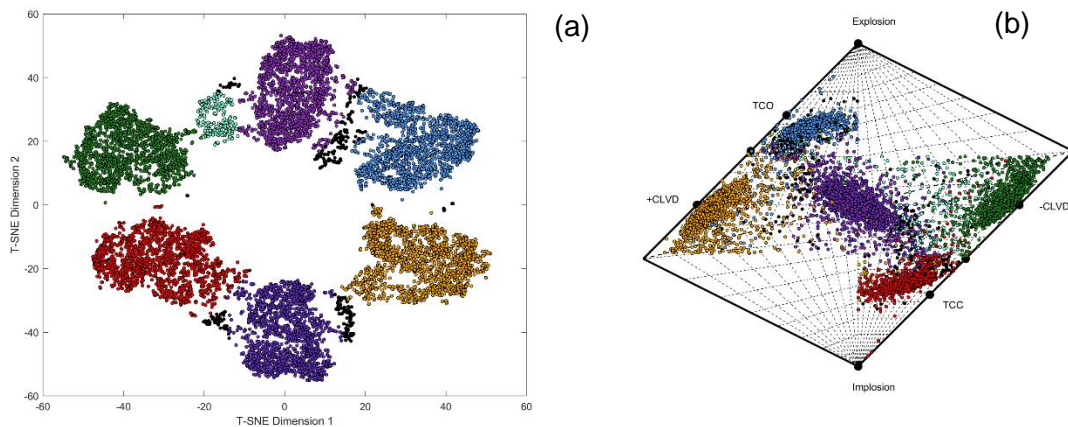 (a)
60
40
20
0
-20
-40
-60
T-SNE Dimension 2
-60 -40 -20 0 20 40 60
T-SNE Dimension 1
(b)
Explosion
TCO
+CLVD
-CLVD
TCC
Implosion